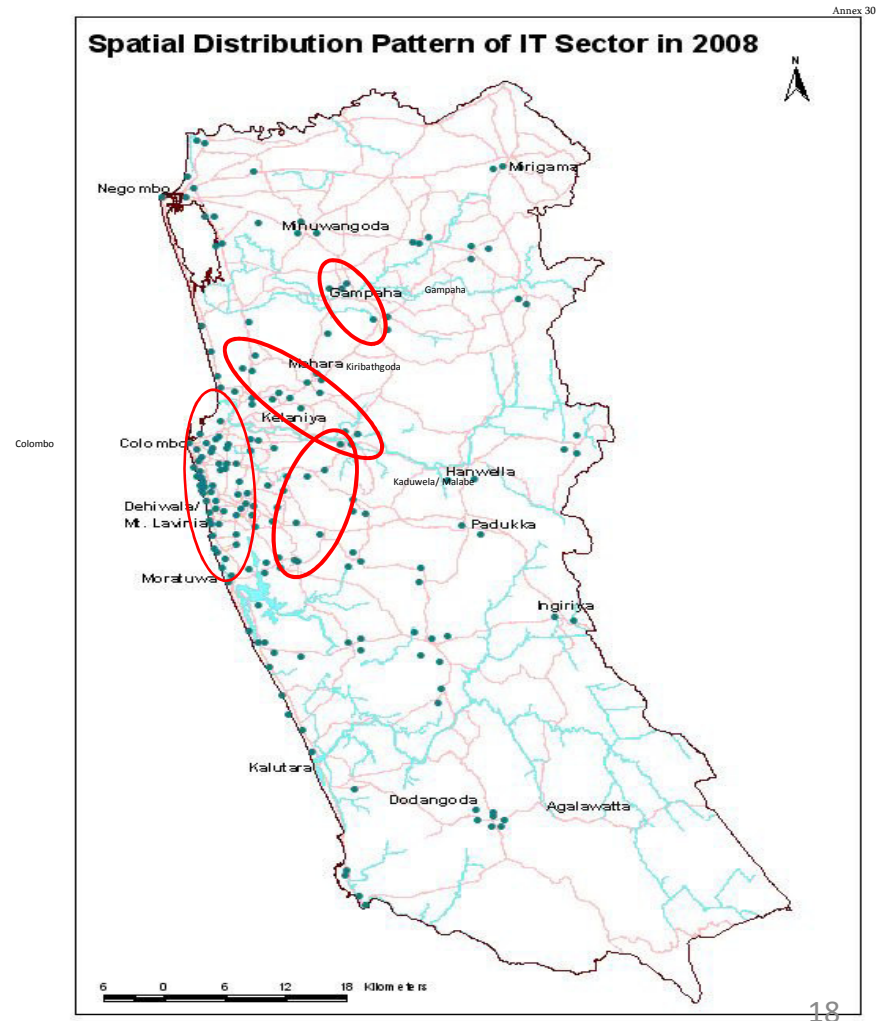 Annex 30
Spatial Distribution Pattern of IT Sector in 2008
N
Mirigama
Negombo
Minuwangoda
Gampaha
Gampaha
Mahara
Kiribathgoda
Kelaniya
Colombo
Colombo
Hanwella
Kaduwela/ Malabe
Dehiwala/
Mt. Lavinia
Padukka
Moratuwa
Ingiriya
Kalutara
Dodangoda
Agalawatta
6 0 6 12 18 Kilometers
18